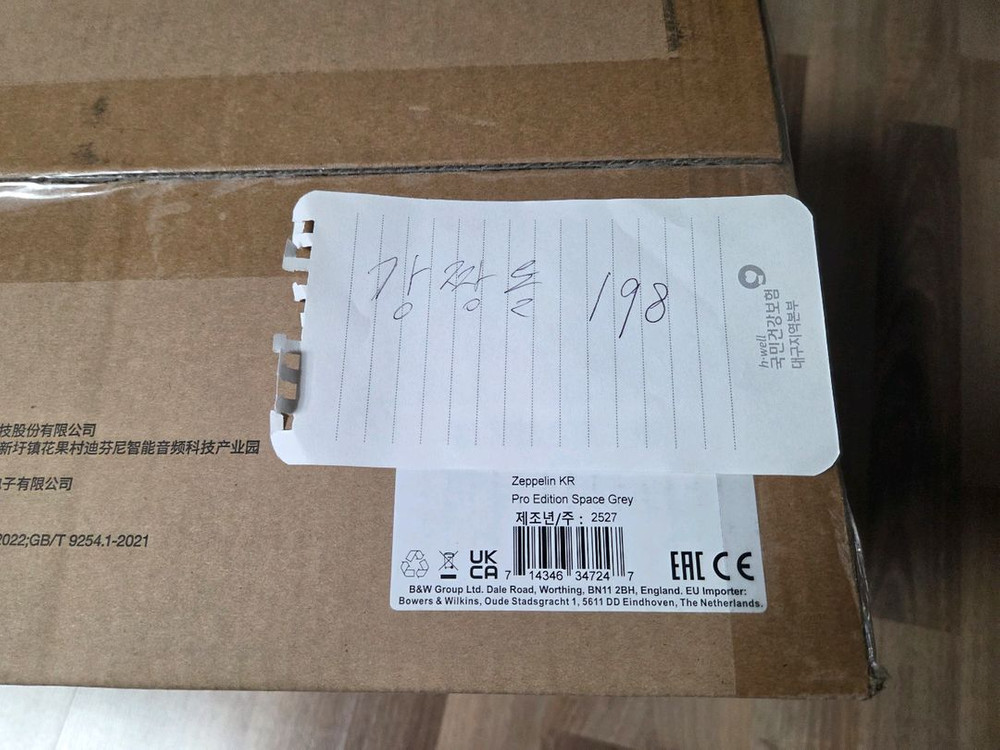 강짱돌 198
h·well
국민건강보험
대구지역본부
技股份有限公司
新圩镇花果村迪芬尼智能音频科技产业园
子有限公司
2022;GB/T 9254.1-2021
Zeppelin KR
Pro Edition Space Grey
제조년/주 : 2527
UK
CA
EAC CE
7 14346 34724 7
B&W Group Ltd. Dale Road, Worthing, BN11 2BH, England. EU Importer:
Bowers & Wilkins, Oude Stadsgracht 1, 5611 DD Eindhoven, The Netherlands.